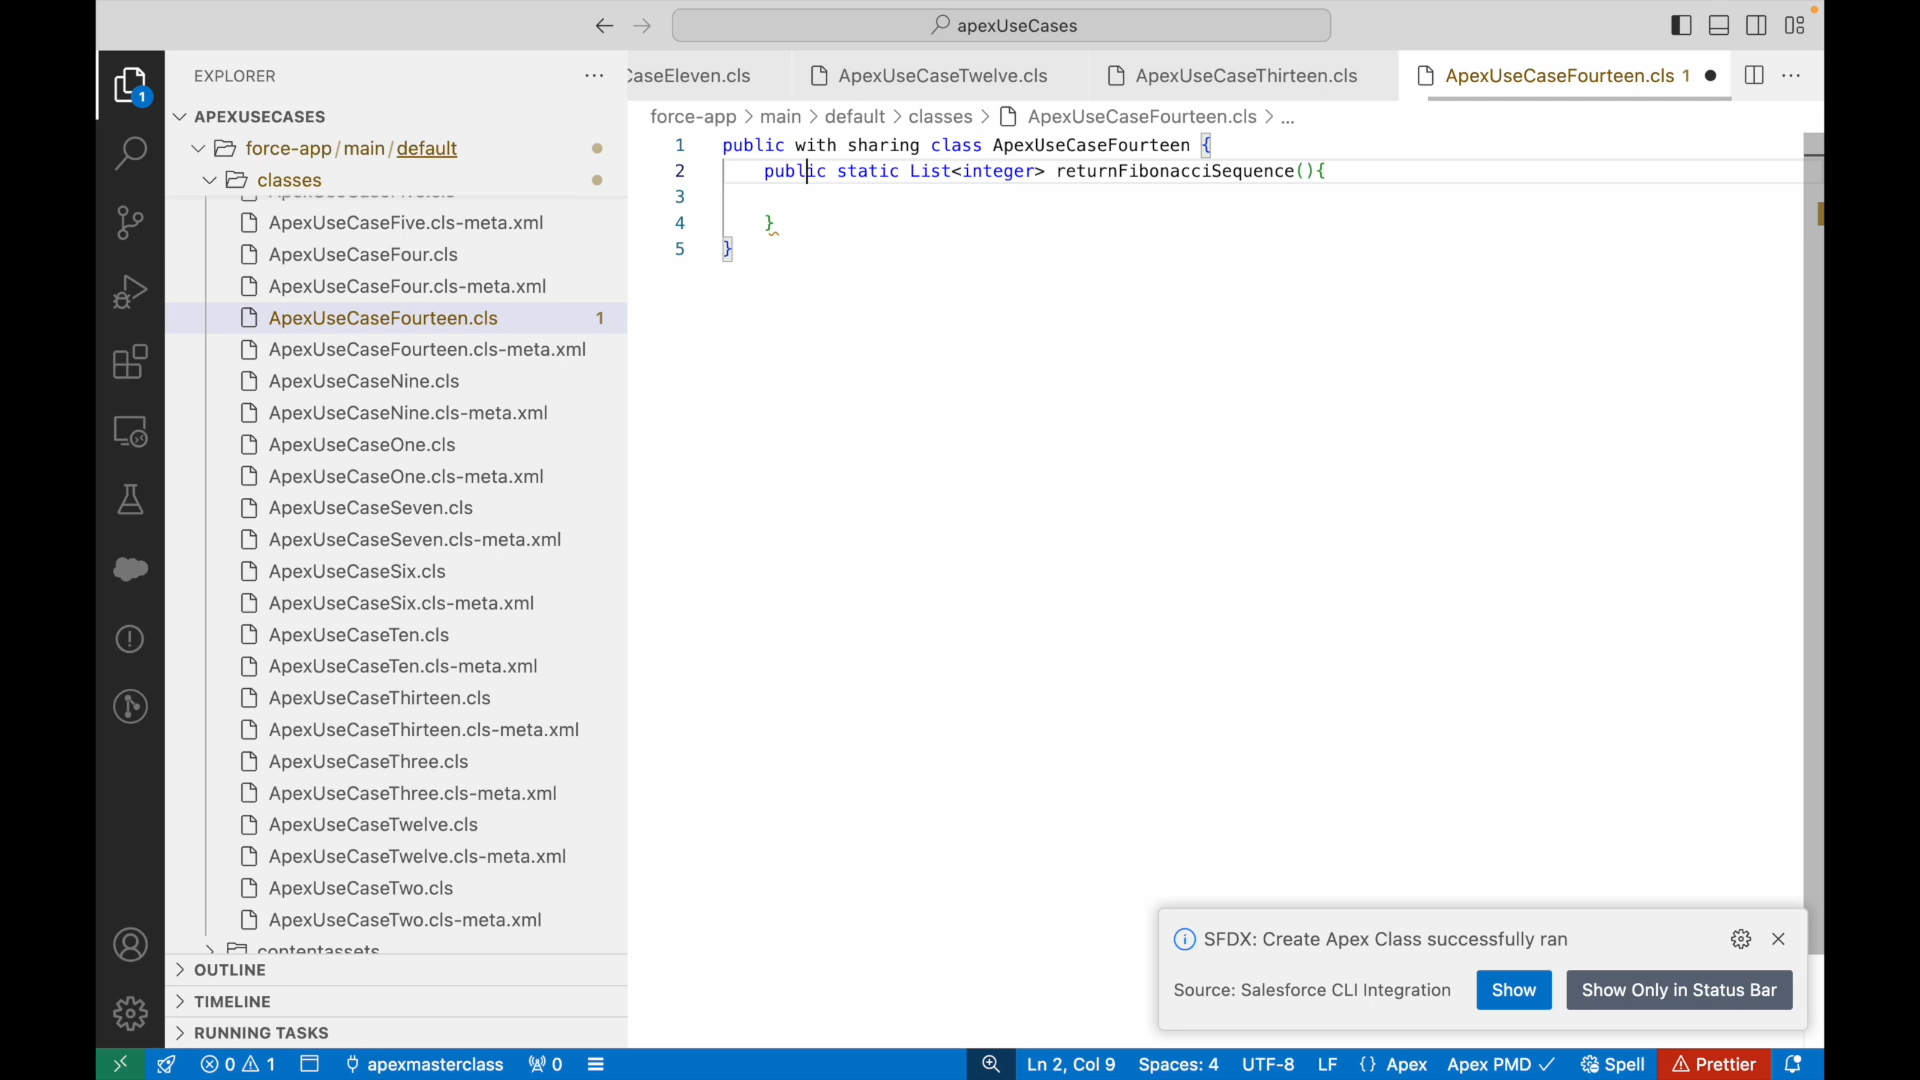 apexUseCases
EXPLORER
CaseEleven.cls
ApexUseCaseTwelve.cls
ApexUseCaseThirteen.cls
ApexUseCaseFourteen.cls 1
APEXUSECASES
force-app > main > default > classes > ApexUseCaseFourteen.cls > ...
force-app / main / default
classes
ApexUseCaseFive.cls-meta.xml
ApexUseCaseFour.cls
ApexUseCaseFour.cls-meta.xml
ApexUseCaseFourteen.cls 1
ApexUseCaseFourteen.cls-meta.xml
ApexUseCaseNine.cls
ApexUseCaseNine.cls-meta.xml
ApexUseCaseOne.cls
ApexUseCaseOne.cls-meta.xml
ApexUseCaseSeven.cls
ApexUseCaseSeven.cls-meta.xml
ApexUseCaseSix.cls
ApexUseCaseSix.cls-meta.xml
ApexUseCaseTen.cls
ApexUseCaseTen.cls-meta.xml
ApexUseCaseThirteen.cls
ApexUseCaseThirteen.cls-meta.xml
ApexUseCaseThree.cls
ApexUseCaseThree.cls-meta.xml
ApexUseCaseTwelve.cls
ApexUseCaseTwelve.cls-meta.xml
ApexUseCaseTwo.cls
ApexUseCaseTwo.cls-meta.xml
contentassets
OUTLINE
TIMELINE
RUNNING TASKS
1 public with sharing class ApexUseCaseFourteen {
2 public static List<integer> returnFibonacciSequence(){
3
4 }
5 }
1
SFDX: Create Apex Class successfully ran
Source: Salesforce CLI Integration
Show
Show Only in Status Bar
0 1 apexmasterclass 0 Ln 2, Col 9 Spaces: 4 UTF-8 LF {} Apex Apex PMD ✓ Spell Prettier